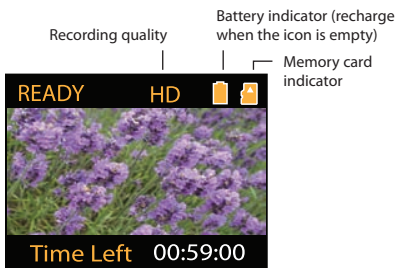 Recording quality
Battery indicator (recharge
when the icon is empty)
Memory card
indicator
READY HD
Time Left 00:59:00